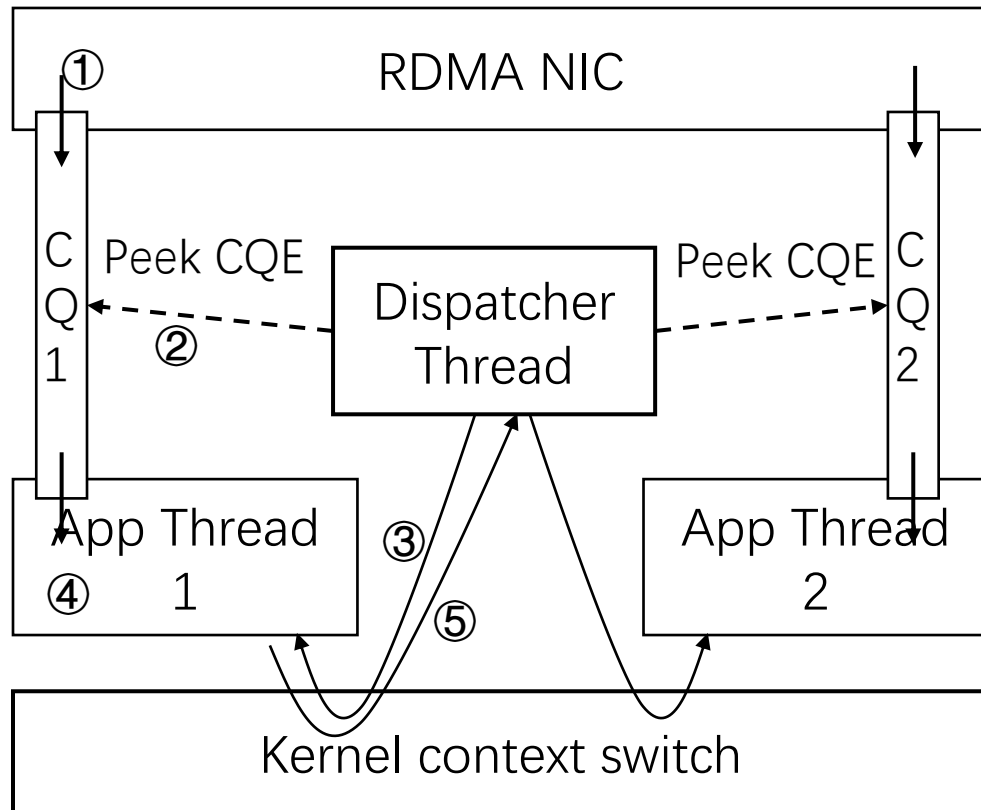 ①
RDMA NIC
C
Q
1
Peek CQE
②
Dispatcher
Thread
Peek CQE
C
Q
2
App Thread
1
③
④
⑤
App Thread
2
Kernel context switch